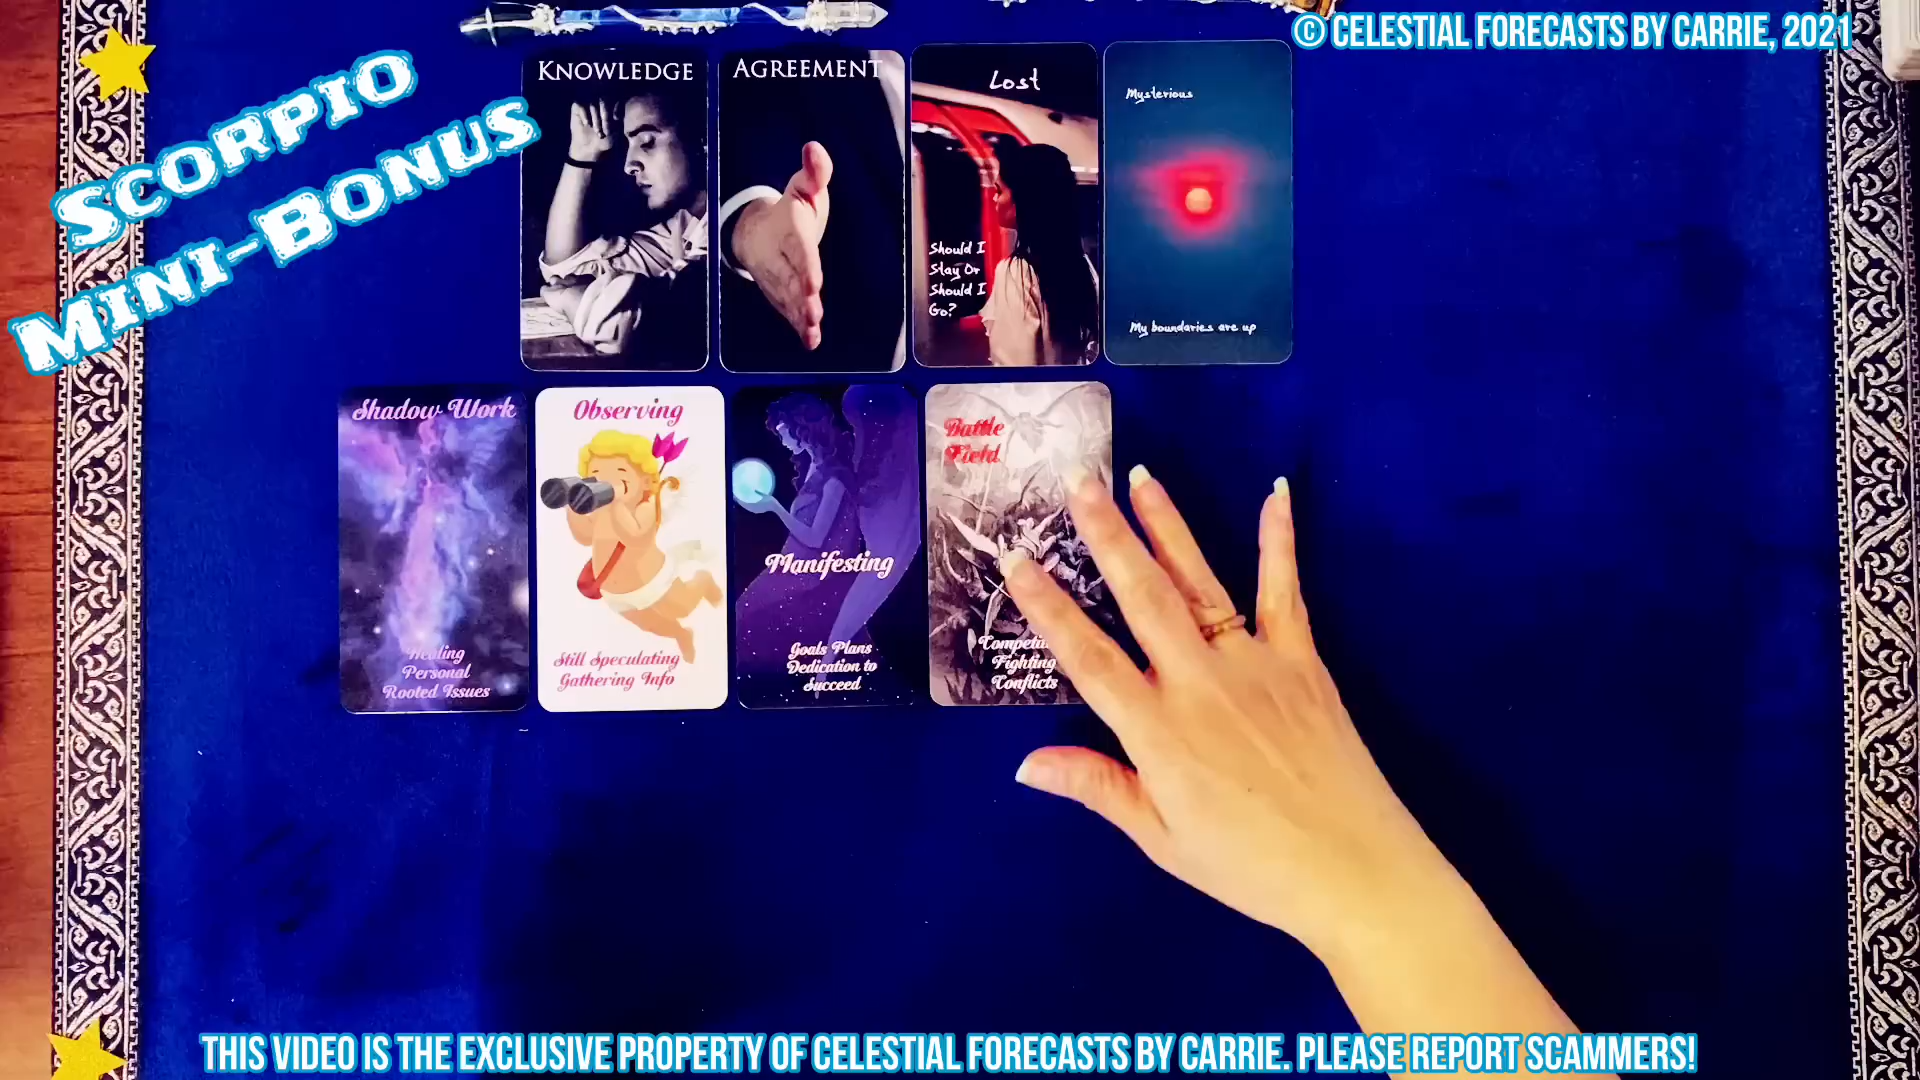 © CELESTIAL FORECASTS BY CARRIE, 2021
SCORPIO
MINI-BONUS
KNOWLEDGE
AGREEMENT
Lost
Should I
Stay Or
Should I
Go?
Mysterious
My boundaries are up
Shadow Work
Healing
Personal
Rooted Issues
Observing
Still Speculating
Gathering Info
Manifesting
Goals Plans
Dedication to
Succeed
Battle
Field
Fighting
Conflicts
THIS VIDEO IS THE EXCLUSIVE PROPERTY OF CELESTIAL FORECASTS BY CARRIE. PLEASE REPORT SCAMMERS!